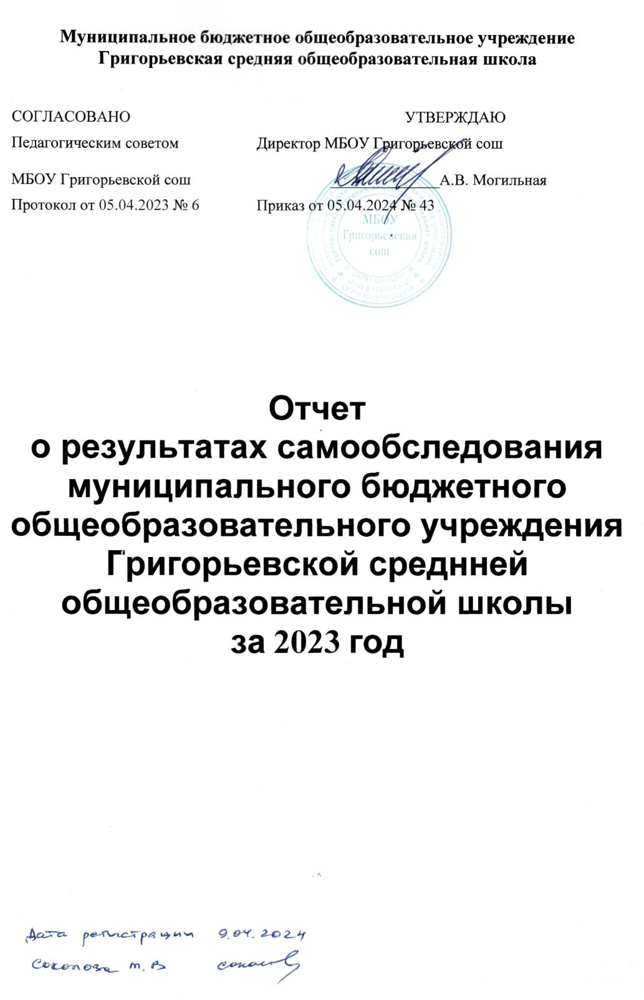 Муниципальное бюджетное общеобразовательное учреждение
Григорьевская средняя общеобразовательная школа
СОГЛАСОВАНО
Педагогическим советом
МБОУ Григорьевской сош
Протокол от 05.04.2023 № 6
УТВЕРЖДАЮ
Директор МБОУ Григорьевской сош
А.В. Могильная
Приказ от 05.04.2024 № 43
МБОУ
Григорьевская
сош
Отчет
о результатах самообследования
муниципального бюджетного
общеобразовательного учреждения
Григорьевской среднней
общеобразовательной школы
за 2023 год
Дата регистрации 9.04.2024
Соколова т. в